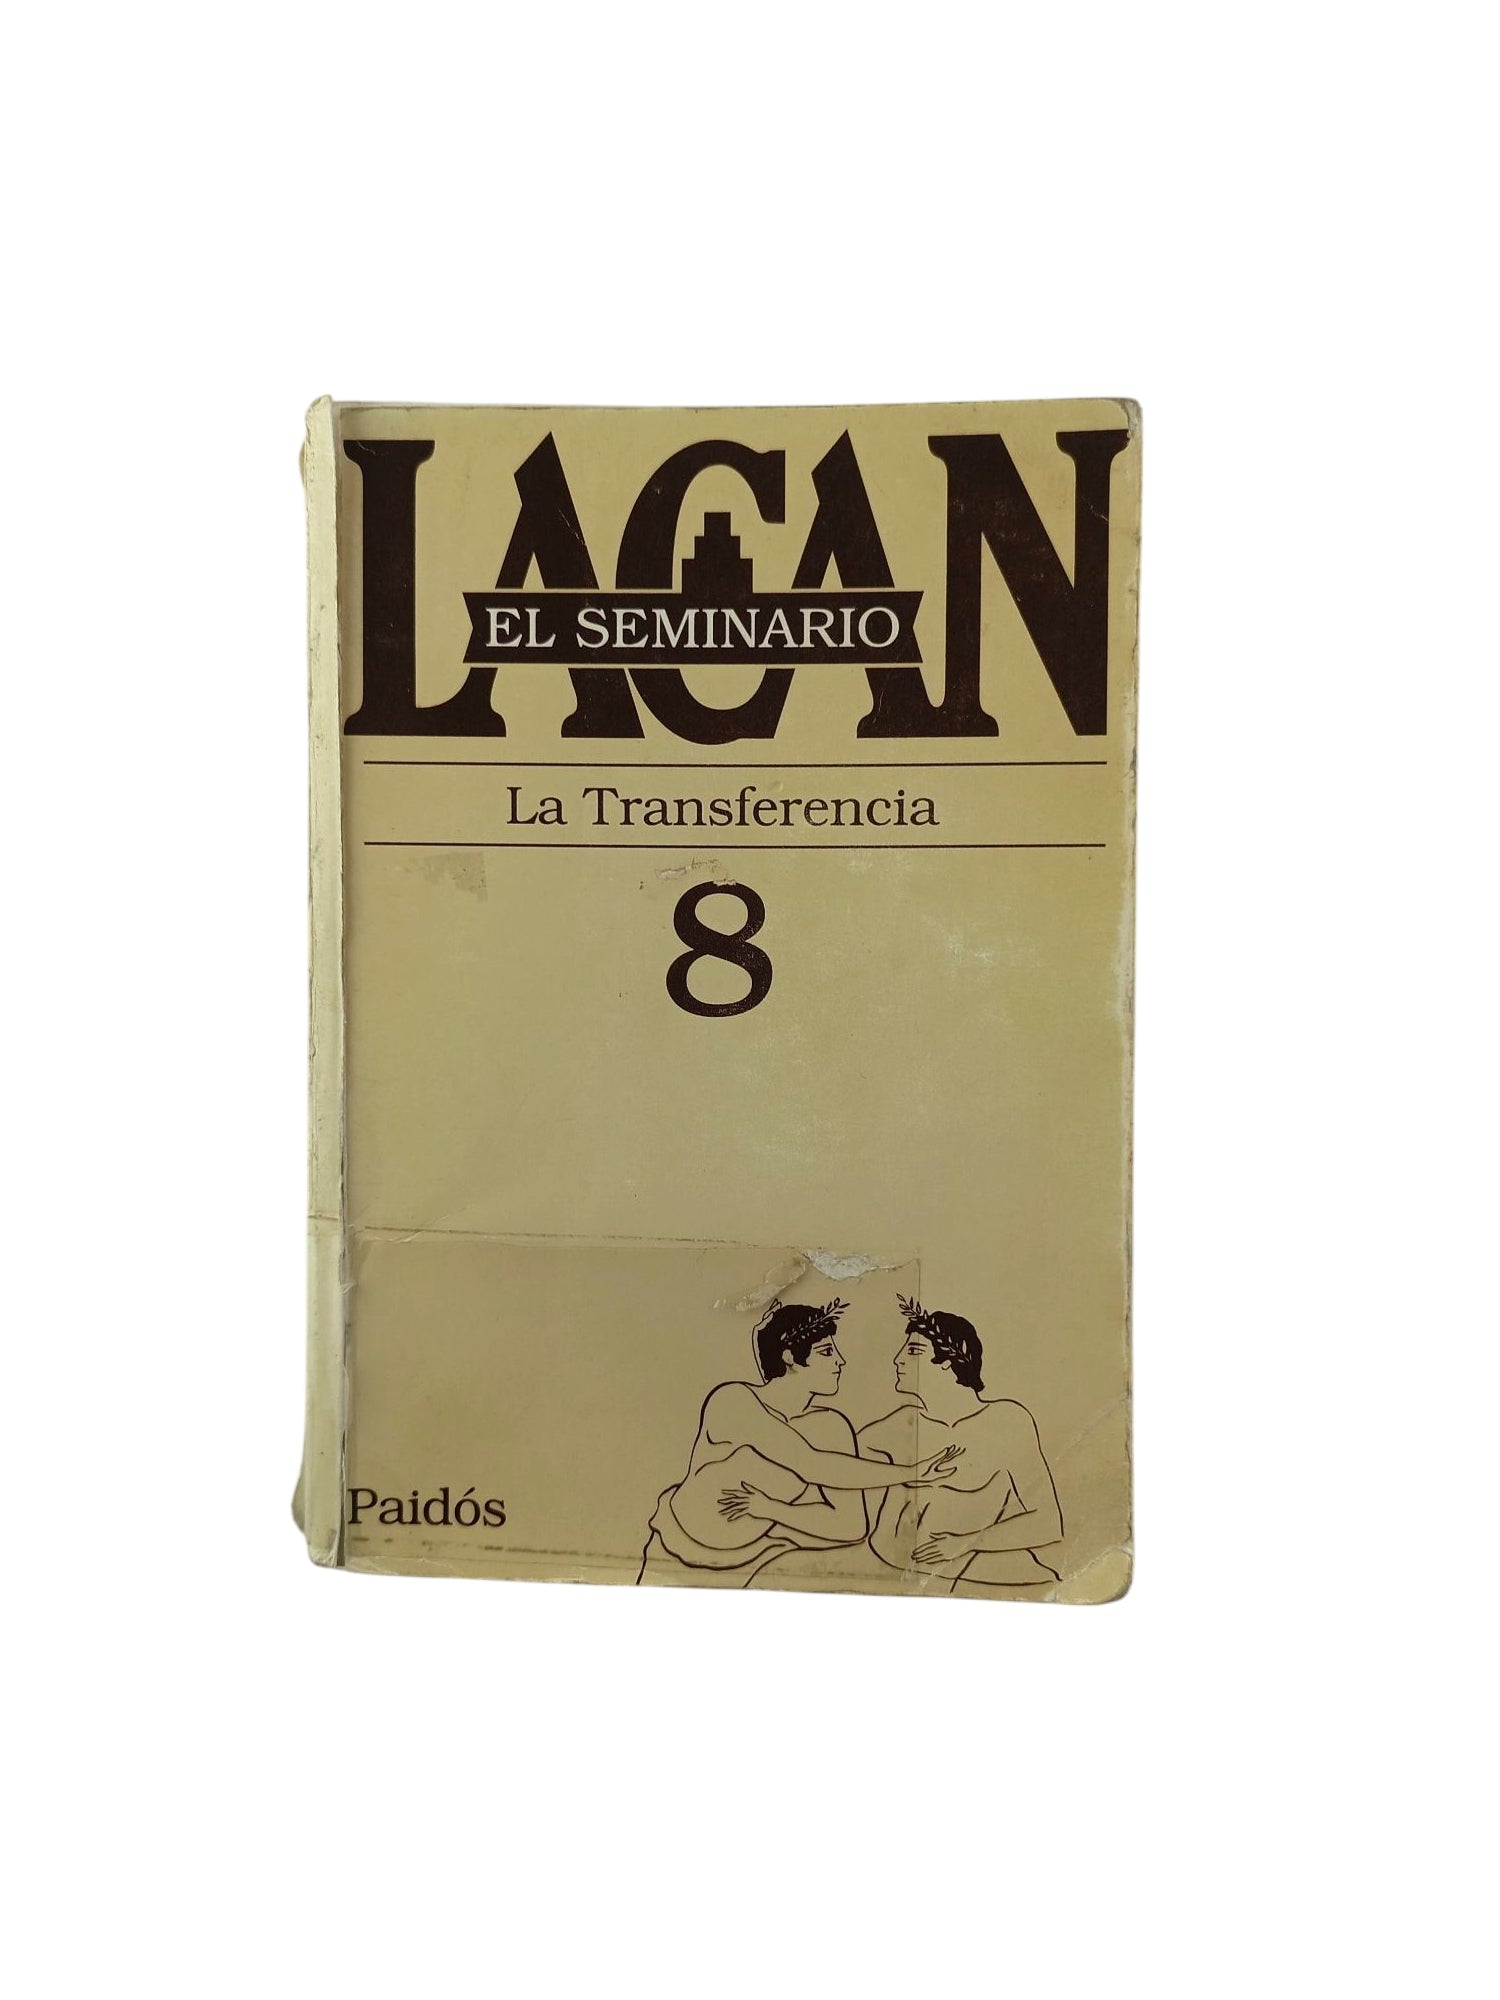 LACAN
EL SEMINARIO
La Transferencia
8
Paidós